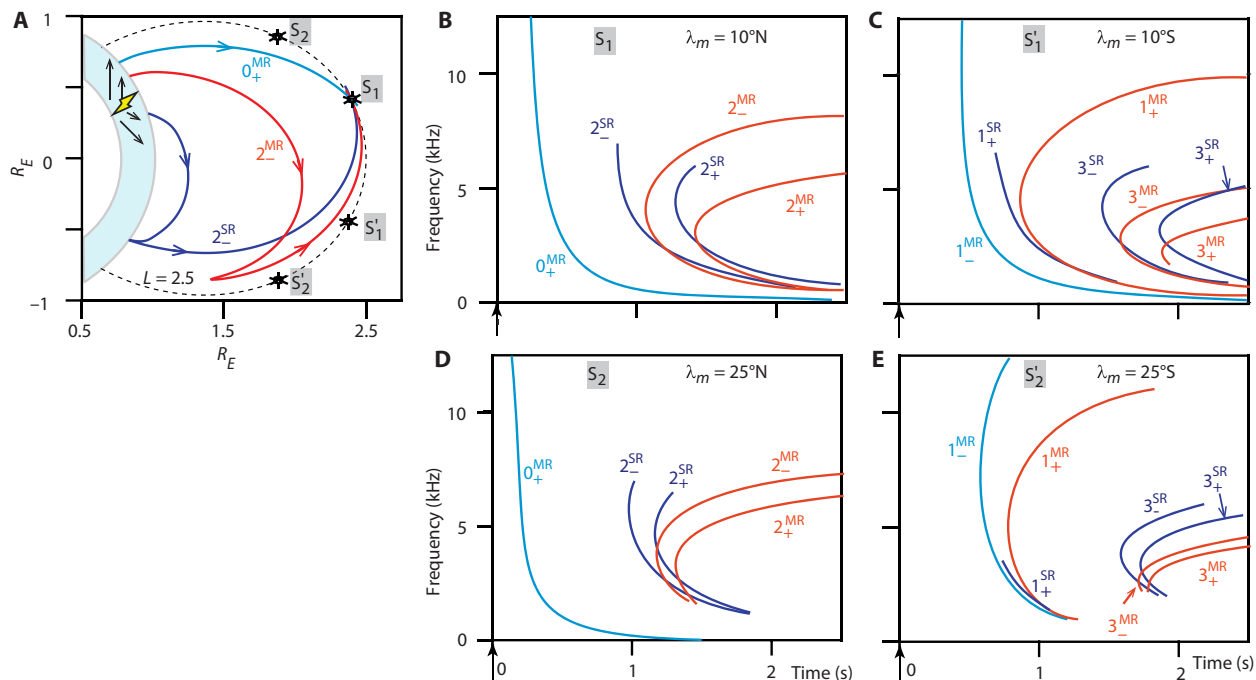 A
1
0
−1
R_E
0.5
1.5
2.5
R_E
S₂
S₁
S′₁
S′₂
0₊^MR
2₋^MR
2₋^SR
L = 2.5
B
S₁
λₘ = 10°N
10
5
0
Frequency (kHz)
2₋^SR
2₋^MR
2₊^SR
2₊^MR
0₊^MR
C
S′₁
λₘ = 10°S
1₊^MR
1₊^SR
3₋^SR
3₊^SR
3₋^MR
3₊^MR
1₋^MR
D
S₂
λₘ = 25°N
10
5
0
Frequency (kHz)
0₊^MR
2₋^SR
2₊^SR
2₋^MR
2₊^MR
0
1
2
Time (s)
E
S′₂
λₘ = 25°S
1₋^MR
1₊^MR
3₋^SR
3₊^SR
1₊^SR
3₋^MR
3₊^MR
0
1
2
Time (s)